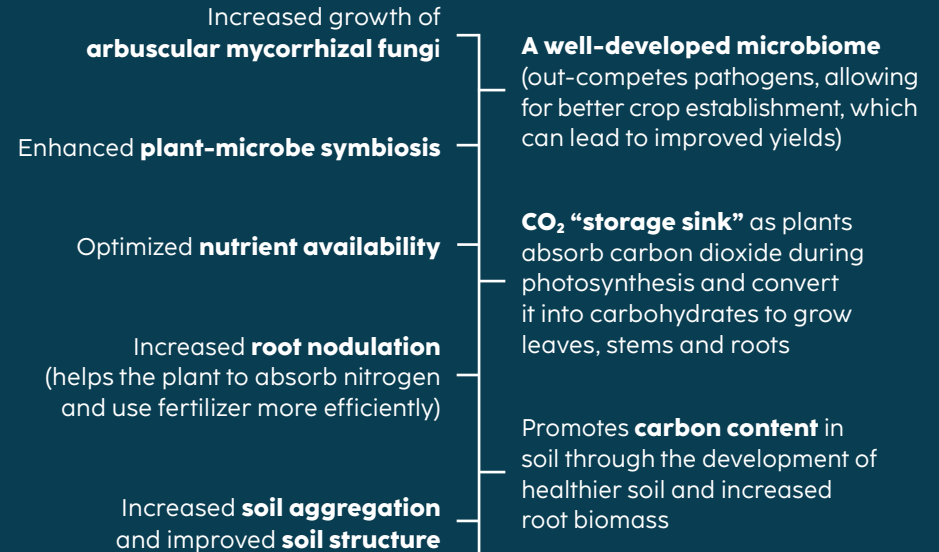 Increased growth of
arbuscular mycorrhizal fungi
Enhanced plant-microbe symbiosis
Optimized nutrient availability
Increased root nodulation
(helps the plant to absorb nitrogen
and use fertilizer more efficiently)
Increased soil aggregation
and improved soil structure
A well-developed microbiome
(out-competes pathogens, allowing
for better crop establishment, which
can lead to improved yields)
CO₂ “storage sink” as plants
absorb carbon dioxide during
photosynthesis and convert
it into carbohydrates to grow
leaves, stems and roots
Promotes carbon content in
soil through the development of
healthier soil and increased
root biomass